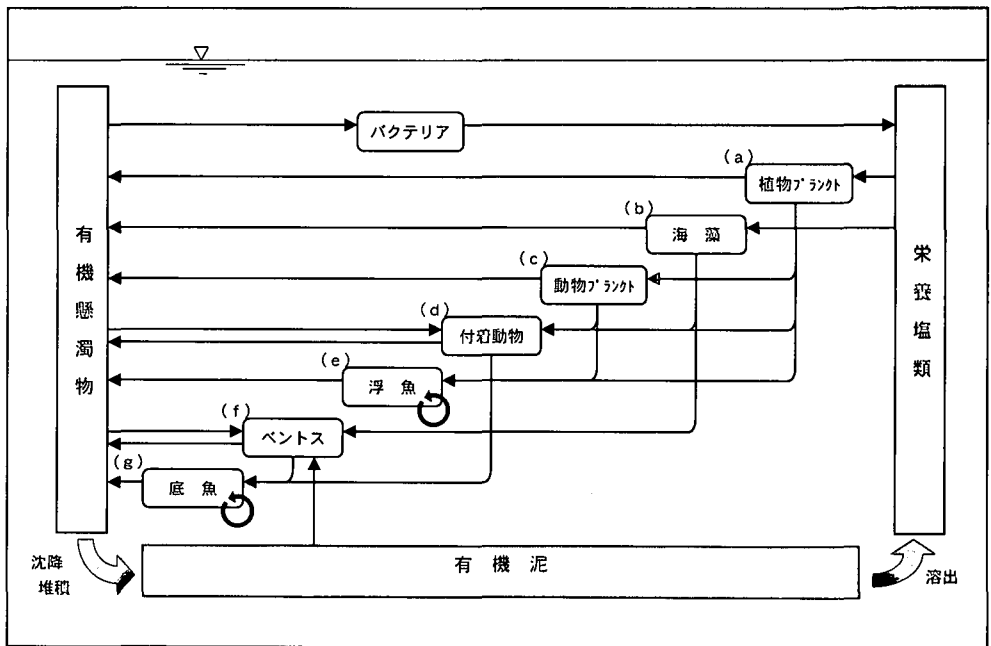 バクテリア
(a)
植物プランクト
(b)
海藻
(c)
動物プランクト
(d)
付着動物
(e)
浮魚
(f)
ベントス
(g)
底魚
有機懸濁物
栄養塩類
沈降
堆積
有機泥
溶出